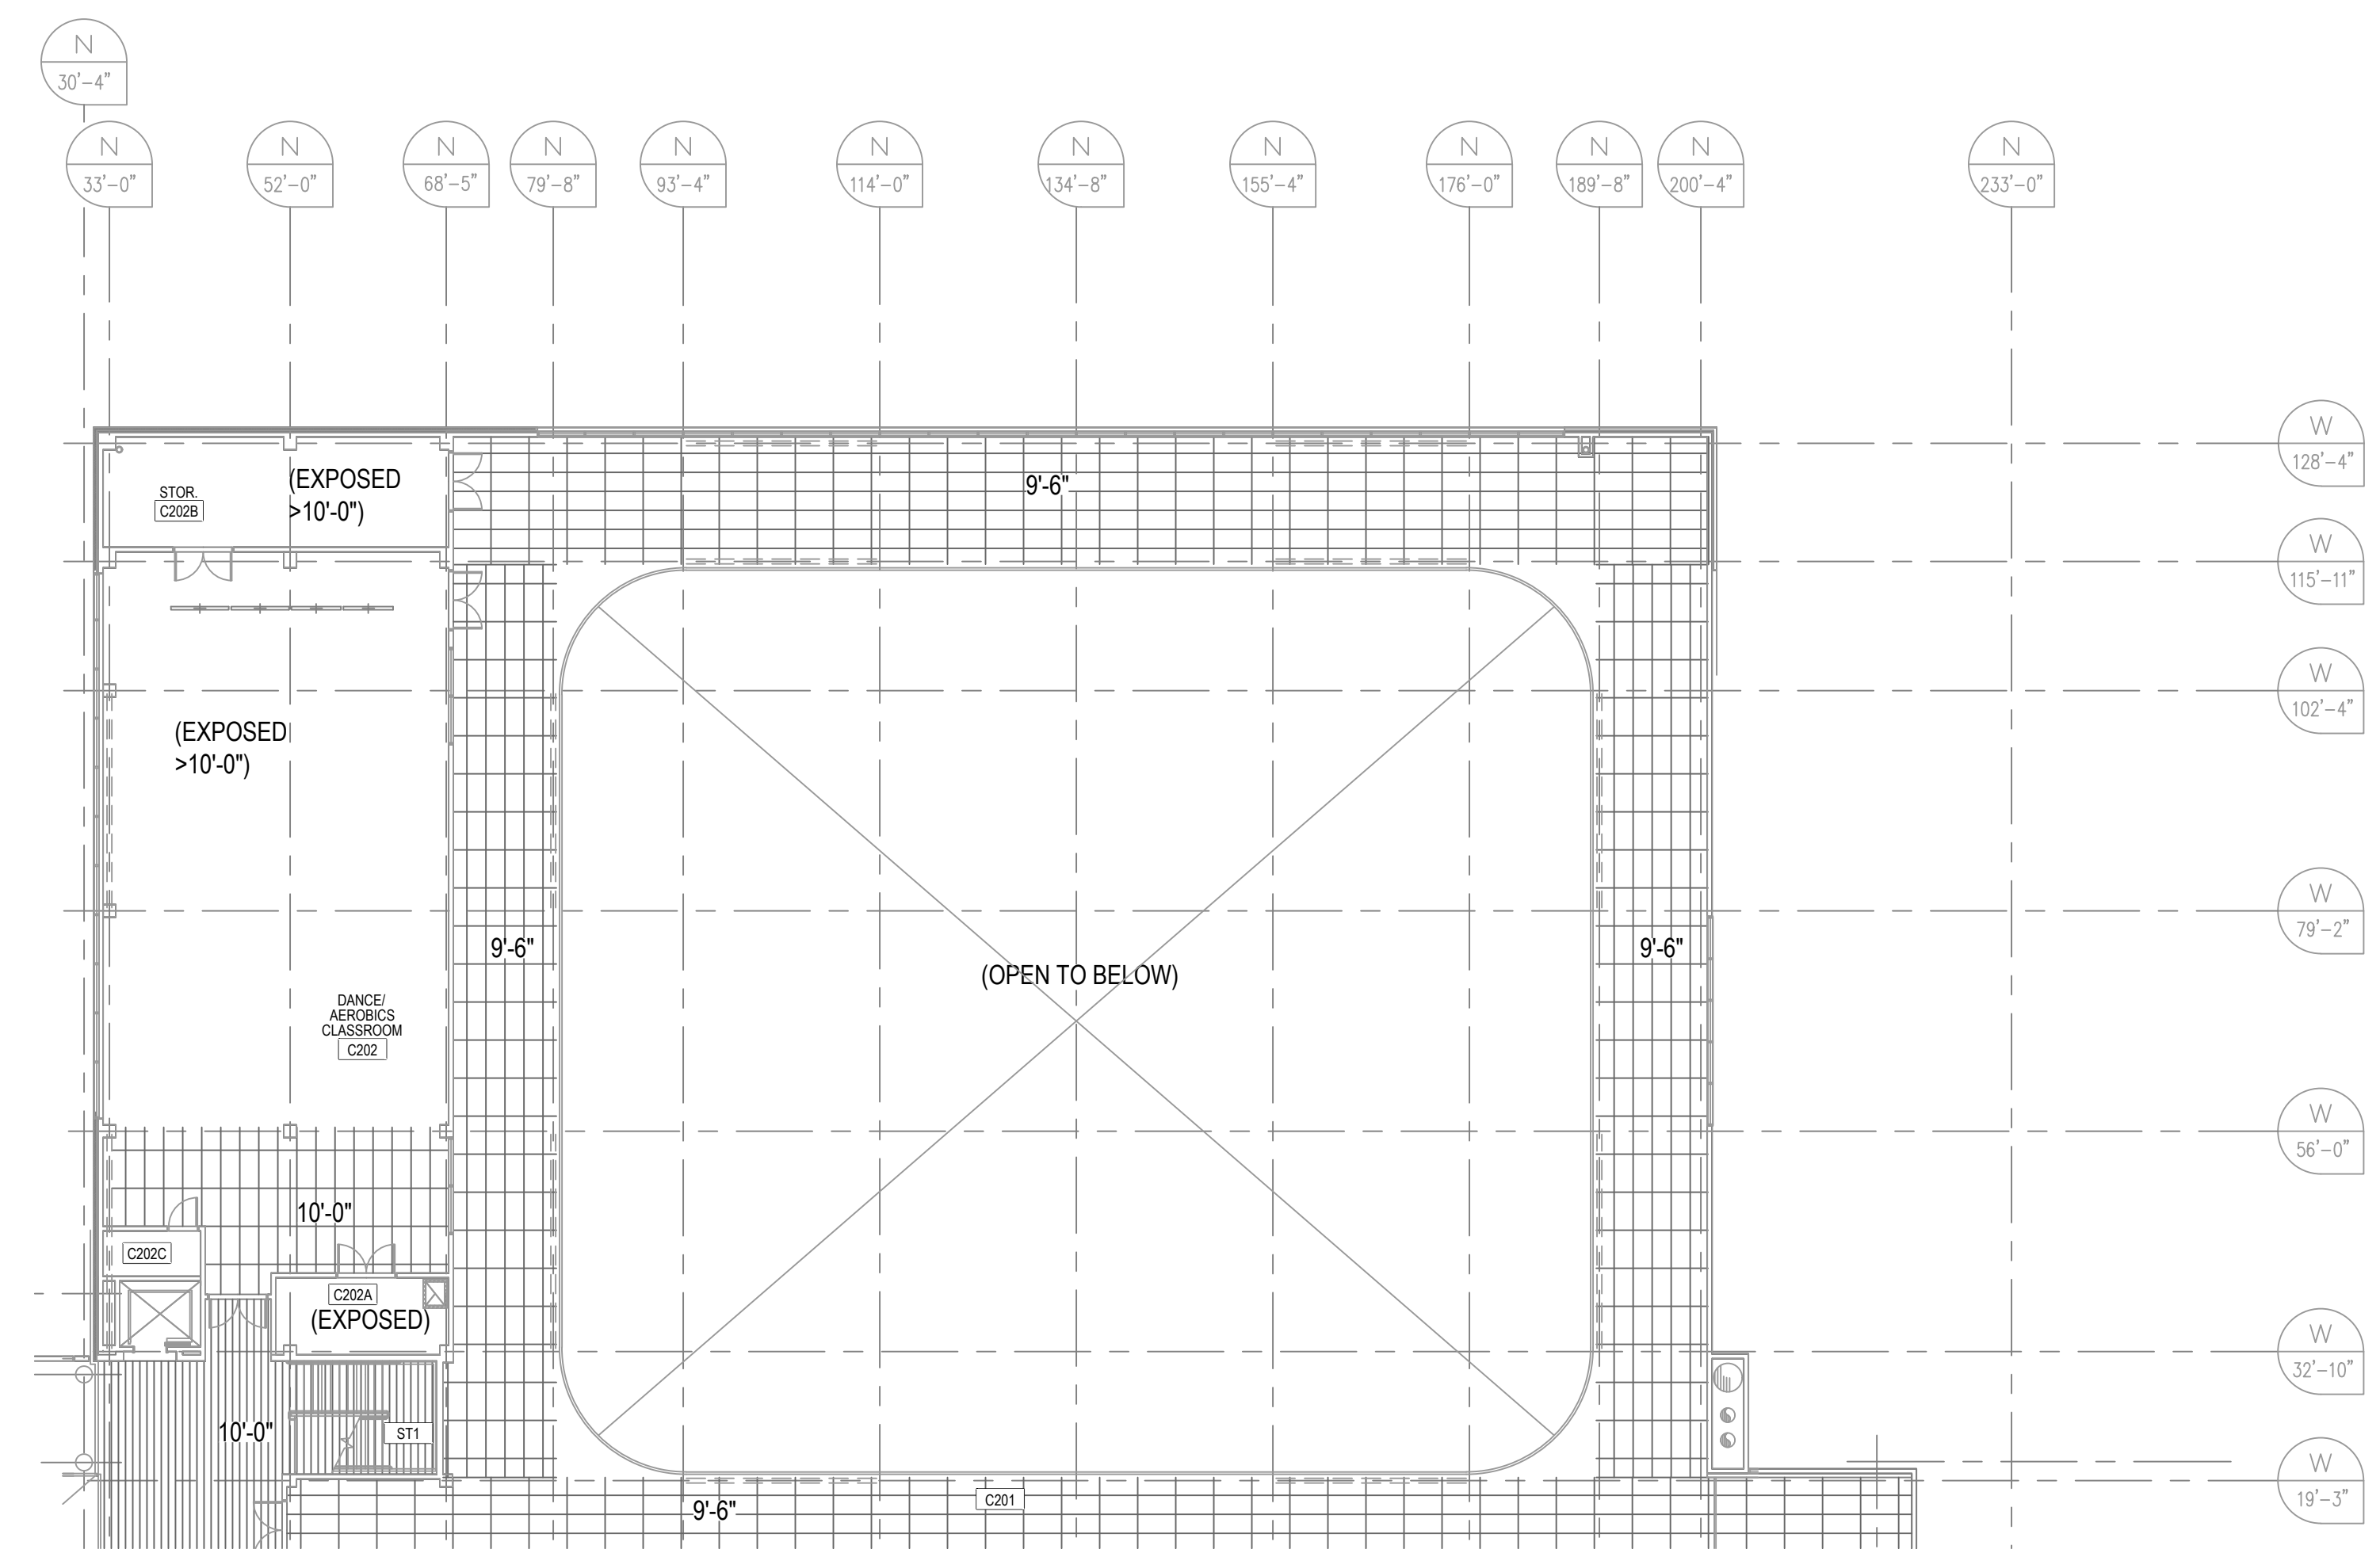 N
30'-4"
N
33'-0"
N
52'-0"
N
68'-5"
N
79'-8"
N
93'-4"
N
114'-0"
N
134'-8"
N
155'-4"
N
176'-0"
N
189'-8"
N
200'-4"
N
233'-0"
W
128'-4"
(EXPOSED
>10'-0")
STOR.
C202B
9'-6"
W
115'-11"
W
102'-4"
(EXPOSED
>10'-0")
W
79'-2"
9'-6"
(OPEN TO BELOW)
9'-6"
DANCE/
AEROBICS
CLASSROOM
C202
W
56'-0"
10'-0"
C202C
C202A
(EXPOSED)
W
32'-10"
10'-0"
ST1
W
19'-3"
C201
9'-6"